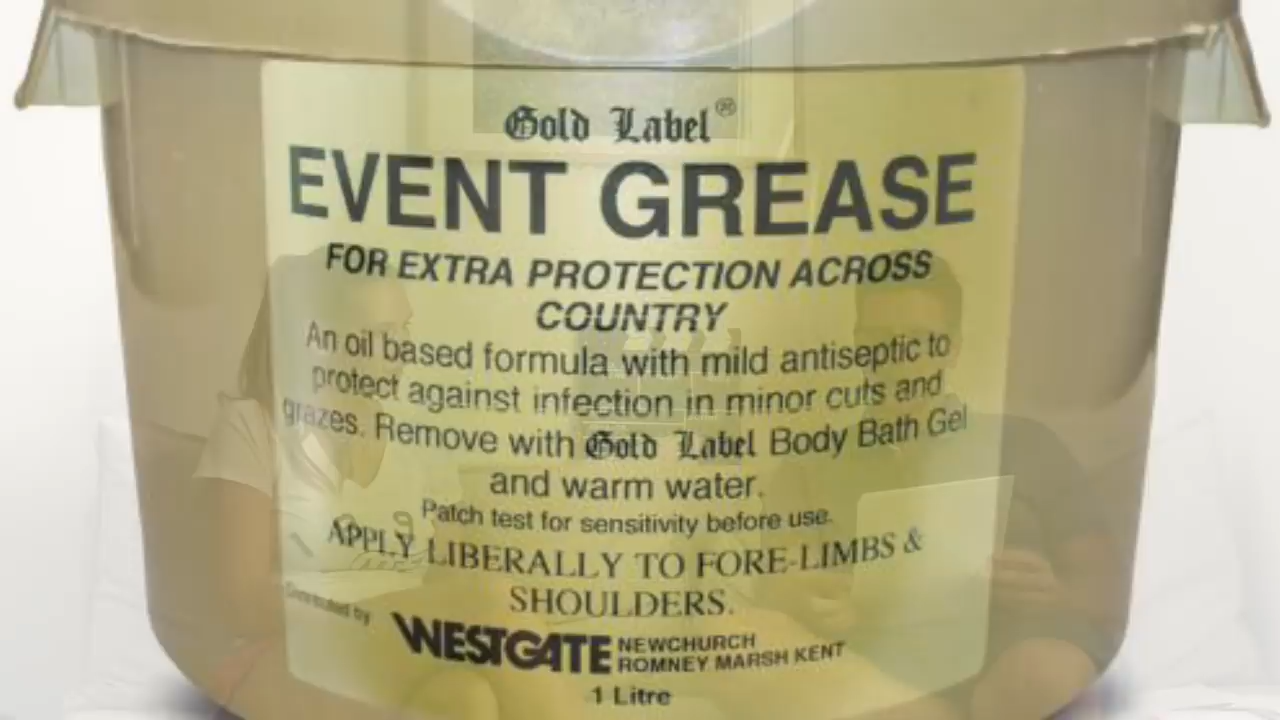 Gold Label®
EVENT GREASE
FOR EXTRA PROTECTION ACROSS
COUNTRY
An oil based formula with mild antiseptic to
protect against infection in minor cuts and
grazes. Remove with Gold Label Body Bath Gel
and warm water.
Patch test for sensitivity before use.
APPLY LIBERALLY TO FORE-LIMBS &
SHOULDERS.
Distributed by
WESTGATE NEWCHURCH
ROMNEY MARSH KENT
1 Litre